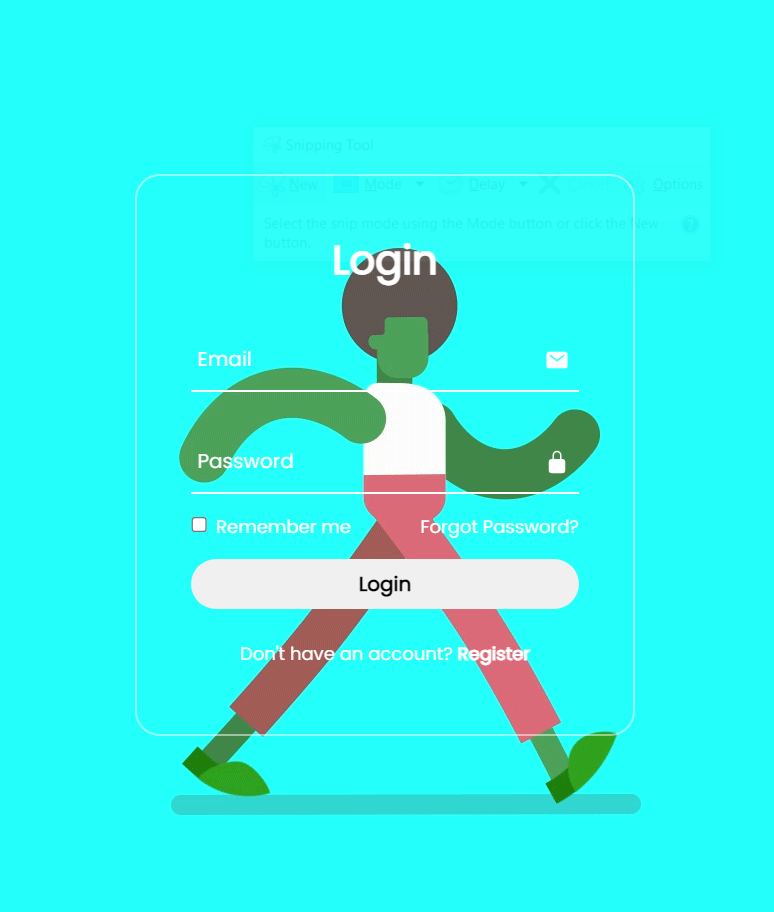 Snipping Tool
New Mode Delay Cancel Options
Select the snip mode using the Mode button or click the New
button.
Login
Email
Password
Remember me Forgot Password?
Login
Don't have an account? Register